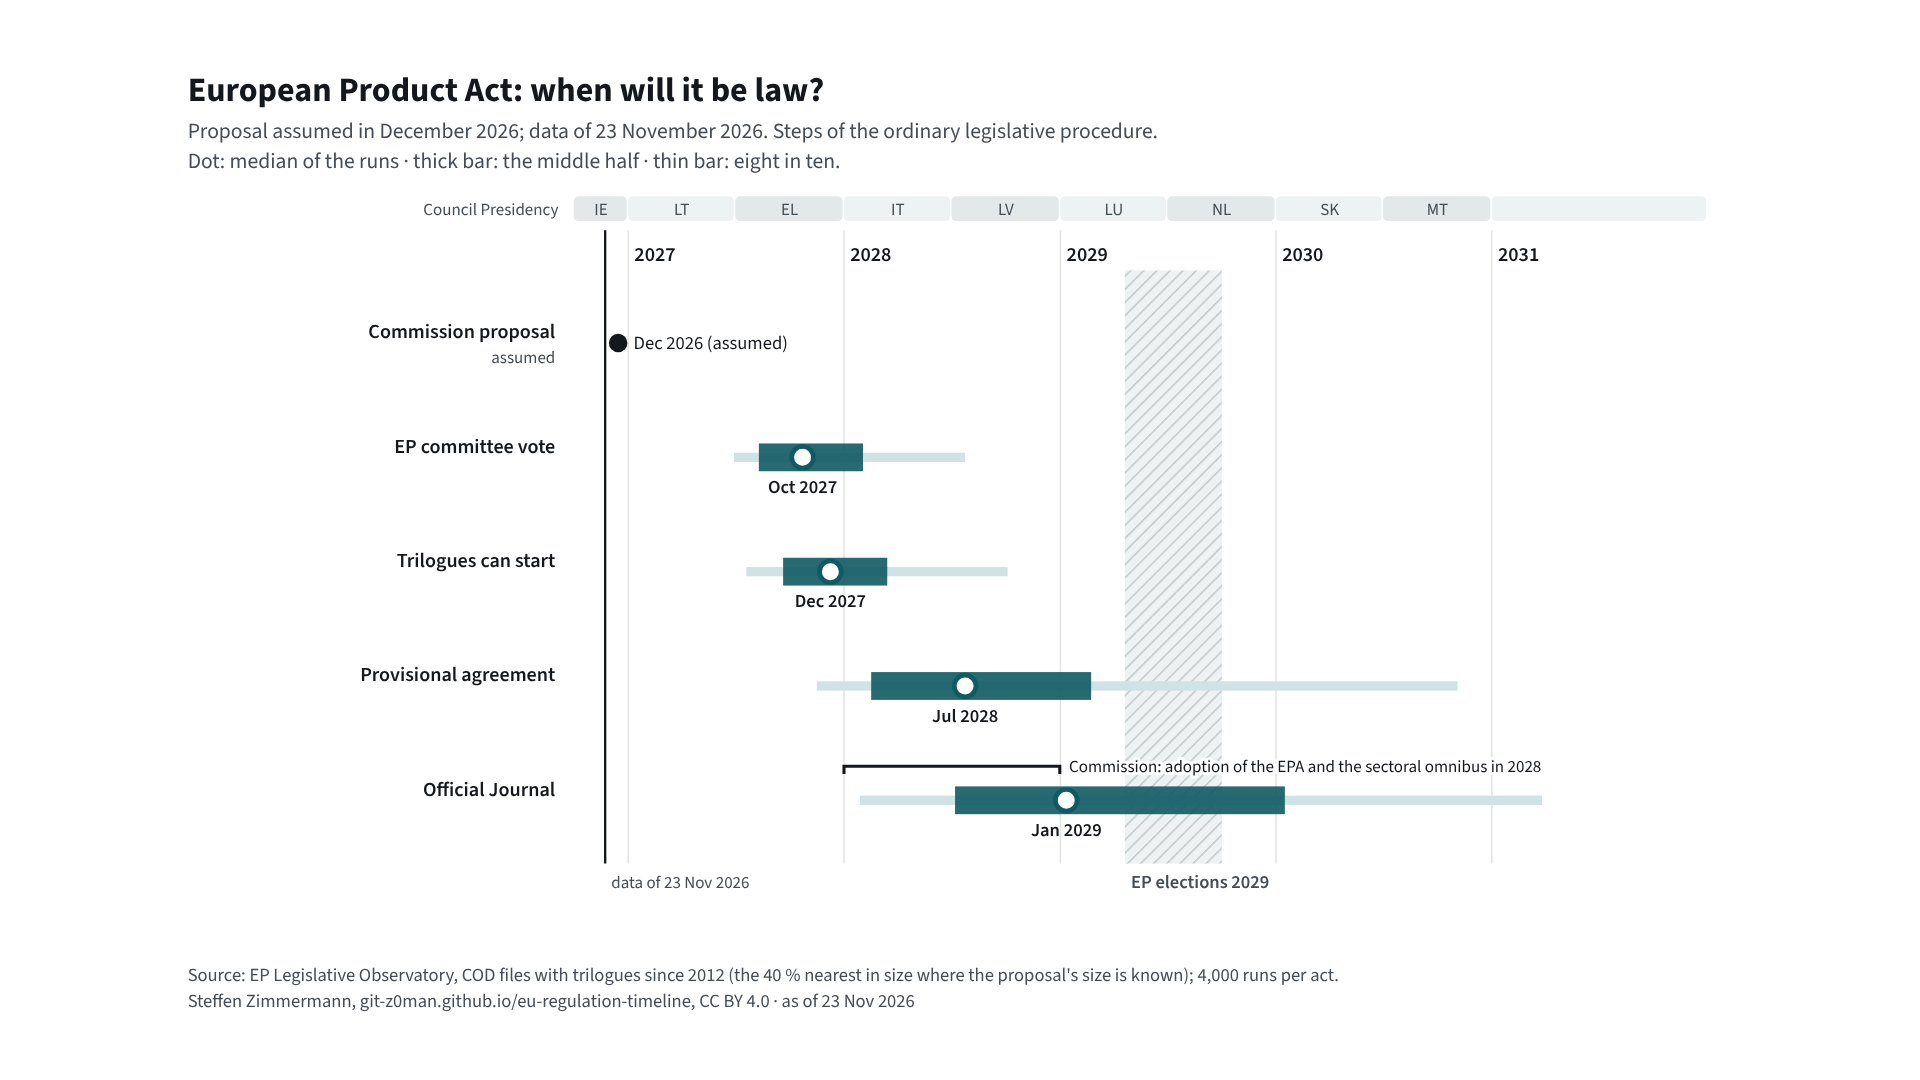 European Product Act: when will it be law?
Proposal assumed in December 2026; data of 23 November 2026. Steps of the ordinary legislative procedure.
Dot: median of the runs · thick bar: the middle half · thin bar: eight in ten.
Council Presidency IE LT EL IT LV LU NL SK MT
2027 2028 2029 2030 2031
Commission proposal
assumed
Dec 2026 (assumed)
EP committee vote
Oct 2027
Trilogues can start
Dec 2027
Provisional agreement
Jul 2028
Commission: adoption of the EPA and the sectoral omnibus in 2028
Official Journal
Jan 2029
data of 23 Nov 2026
EP elections 2029
Source: EP Legislative Observatory, COD files with trilogues since 2012 (the 40 % nearest in size where the proposal's size is known); 4,000 runs per act.
Steffen Zimmermann, git-z0man.github.io/eu-regulation-timeline, CC BY 4.0 · as of 23 Nov 2026